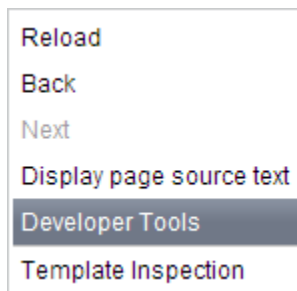 Reload
Back
Next
Display page source text
Developer Tools
Template Inspection